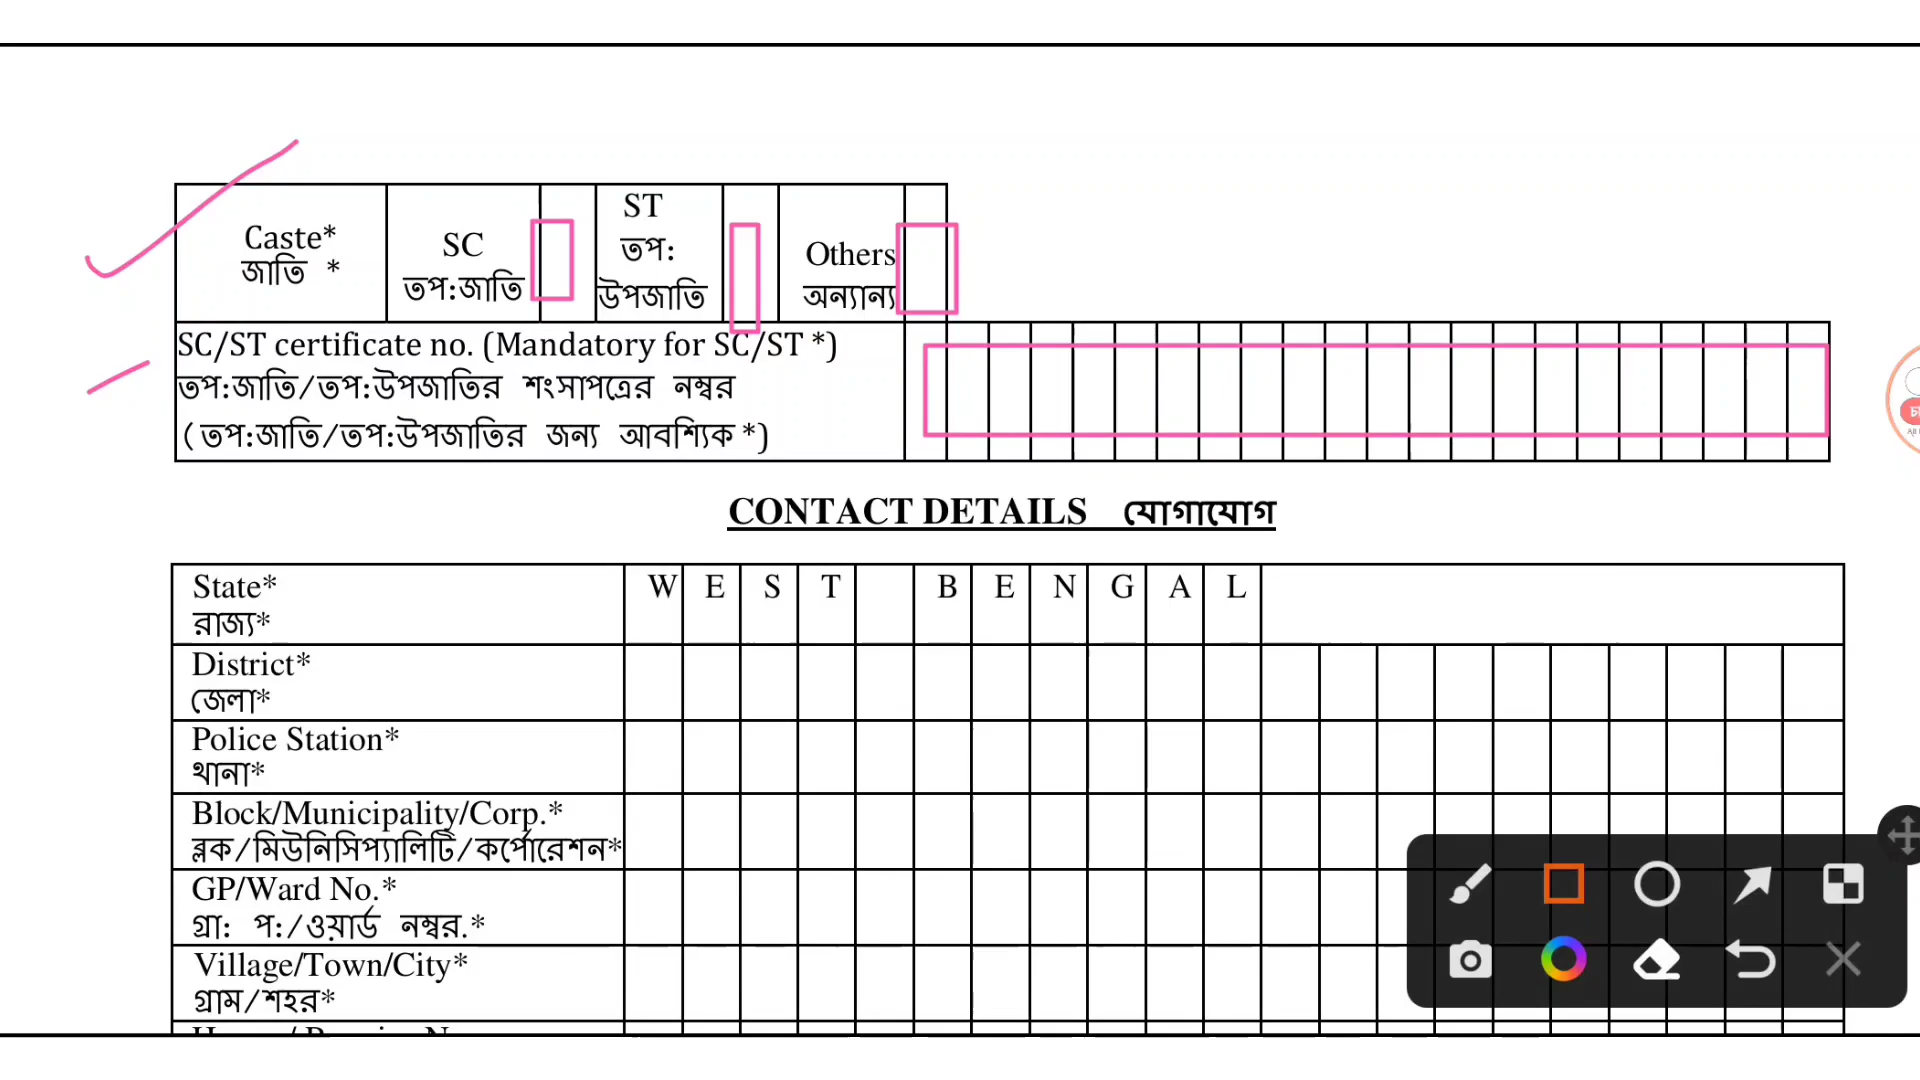 Caste*
জাতি *
SC
তপ:জাতি
ST
তপ:
উপজাতি
Others
অন্যান্য
SC/ST certificate no. (Mandatory for SC/ST *)
তপ:জাতি/তপ:উপজাতির শংসাপত্রের নম্বর
(তপ:জাতি/তপ:উপজাতির জন্য আবশ্যিক*)
CONTACT DETAILS যোগাযোগ
State*
রাজ্য*
W E S T B E N G A L
District*
জেলা*
Police Station*
থানা*
Block/Municipality/Corp.*
ব্লক/মিউনিসিপ্যালিটি/কর্পোরেশন*
GP/Ward No.*
গ্রা: প:/ওয়ার্ড নম্বর.*
Village/Town/City*
গ্রাম/শহর*